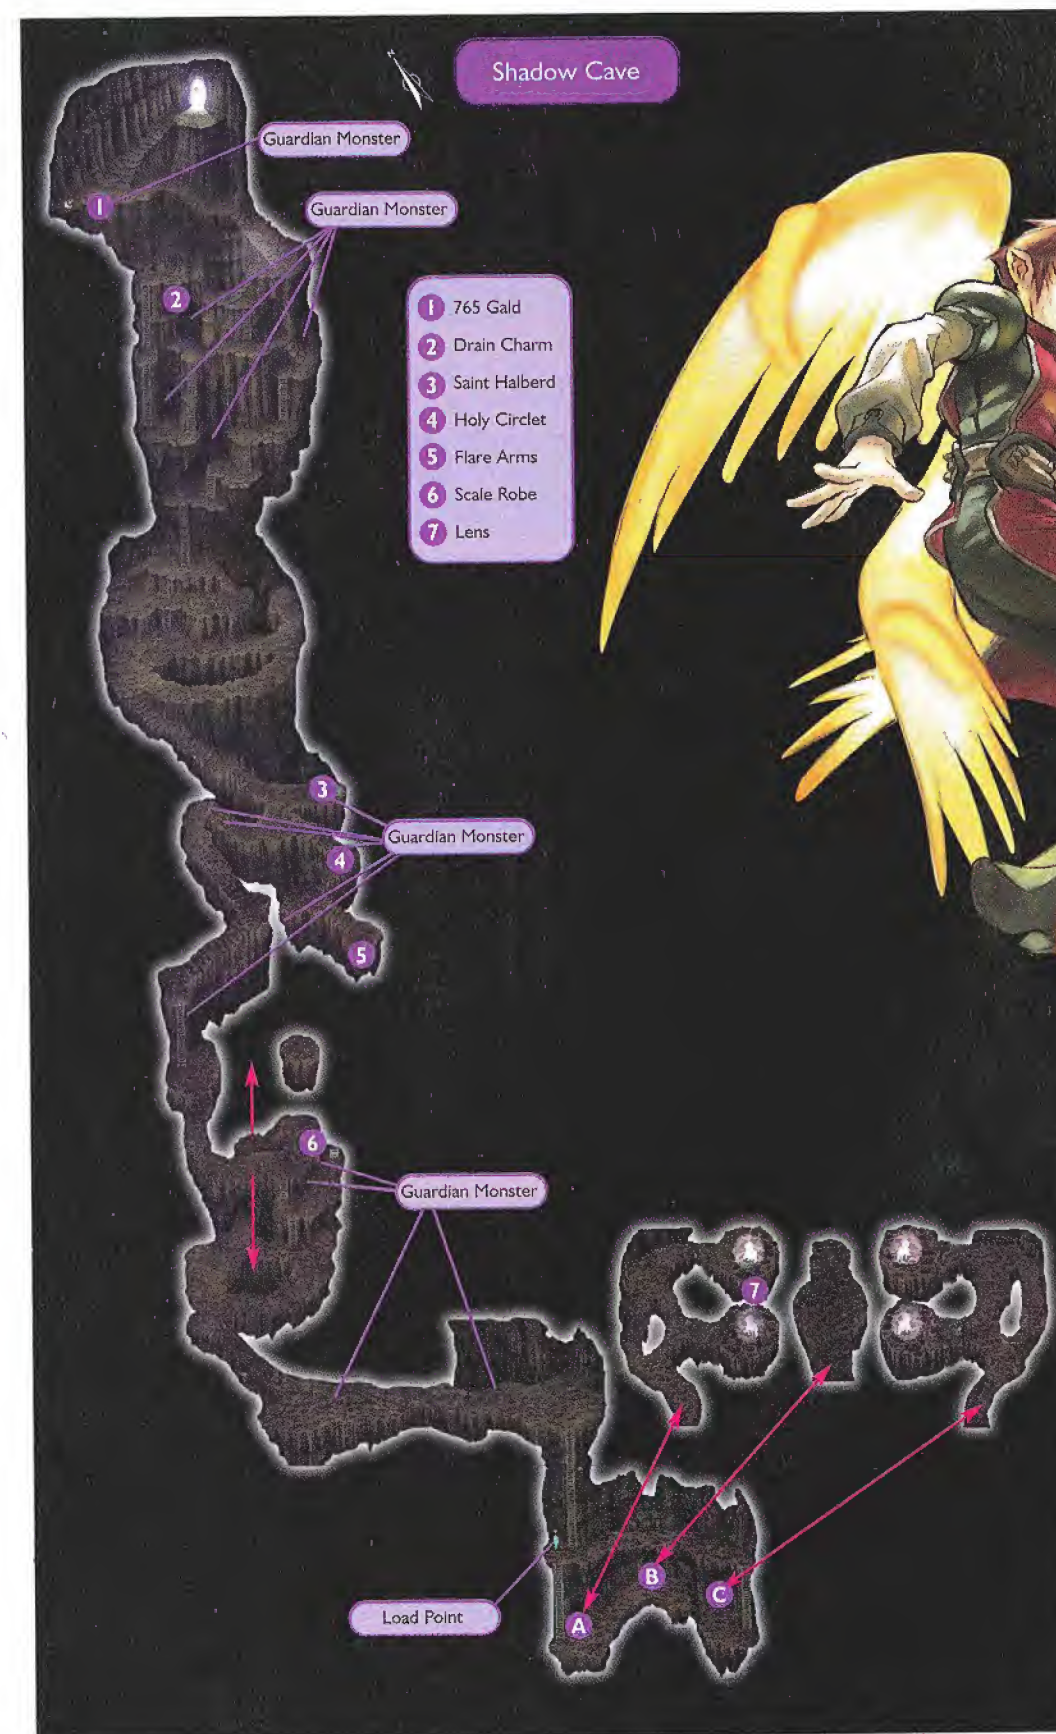 Shadow Cave
Guardian Monster
1
Guardian Monster
2
1 765 Gald
2 Drain Charm
3 Saint Halberd
4 Holy Circlet
5 Flare Arms
6 Scale Robe
7 Lens
3
Guardian Monster
4
5
6
Guardian Monster
7
B
C
A
Load Point